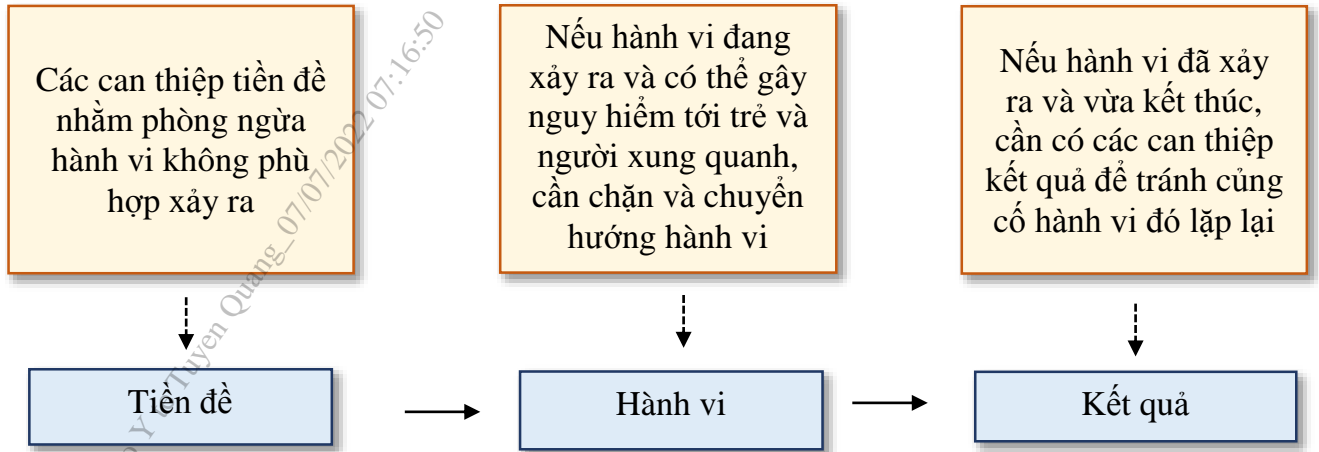 Các can thiệp tiền đề
nhằm phòng ngừa
hành vi không phù
hợp xảy ra
Nếu hành vi đang
xảy ra và có thể gây
nguy hiểm tới trẻ và
người xung quanh,
cần chặn và chuyển
hướng hành vi
Nếu hành vi đã xảy
ra và vừa kết thúc,
cần có các can thiệp
kết quả để tránh củng
cố hành vi đó lặp lại
Tiền đề
Hành vi
Kết quả
Y te Tuyen Quang_07/07/2022 07:16:50